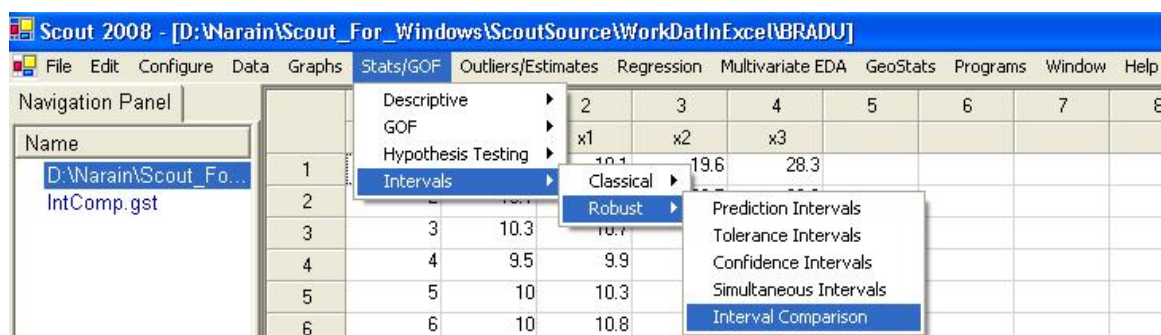 Scout 2008 - [D:\Narain\Scout_For_Windows\ScoutSource\WorkDatInExcel\BRADU]
File Edit Configure Data Graphs Stats/GOF Outliers/Estimates Regression Multivariate EDA GeoStats Programs Window Help
Navigation Panel
Name
D:\Narain\Scout_Fo...
IntComp.gst
Descriptive
GOF
Hypothesis Testing
Intervals
Classical
Robust
Prediction Intervals
Tolerance Intervals
Confidence Intervals
Simultaneous Intervals
Interval Comparison
2 3 4 5 6 7
x1 x2 x3
1 19.6 28.3
2
3 3 10.3 10.7
4 4 9.5 9.9
5 5 10 10.3
6 6 10 10.8